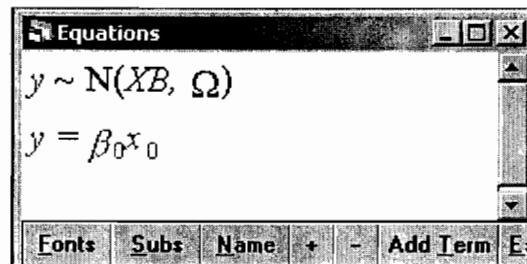 Equations
y ~ N(XB, Ω)
y = β₀x₀
Fonts Subs Name + - Add Term E